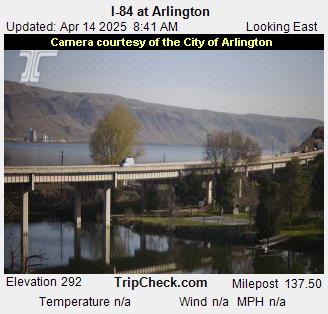 I-84 at Arlington
Updated: Apr 14 2025 8:41 AM Looking East
Camera courtesy of the City of Arlington
Elevation 292 TripCheck.com Milepost 137.50
Temperature n/a Wind n/a MPH n/a